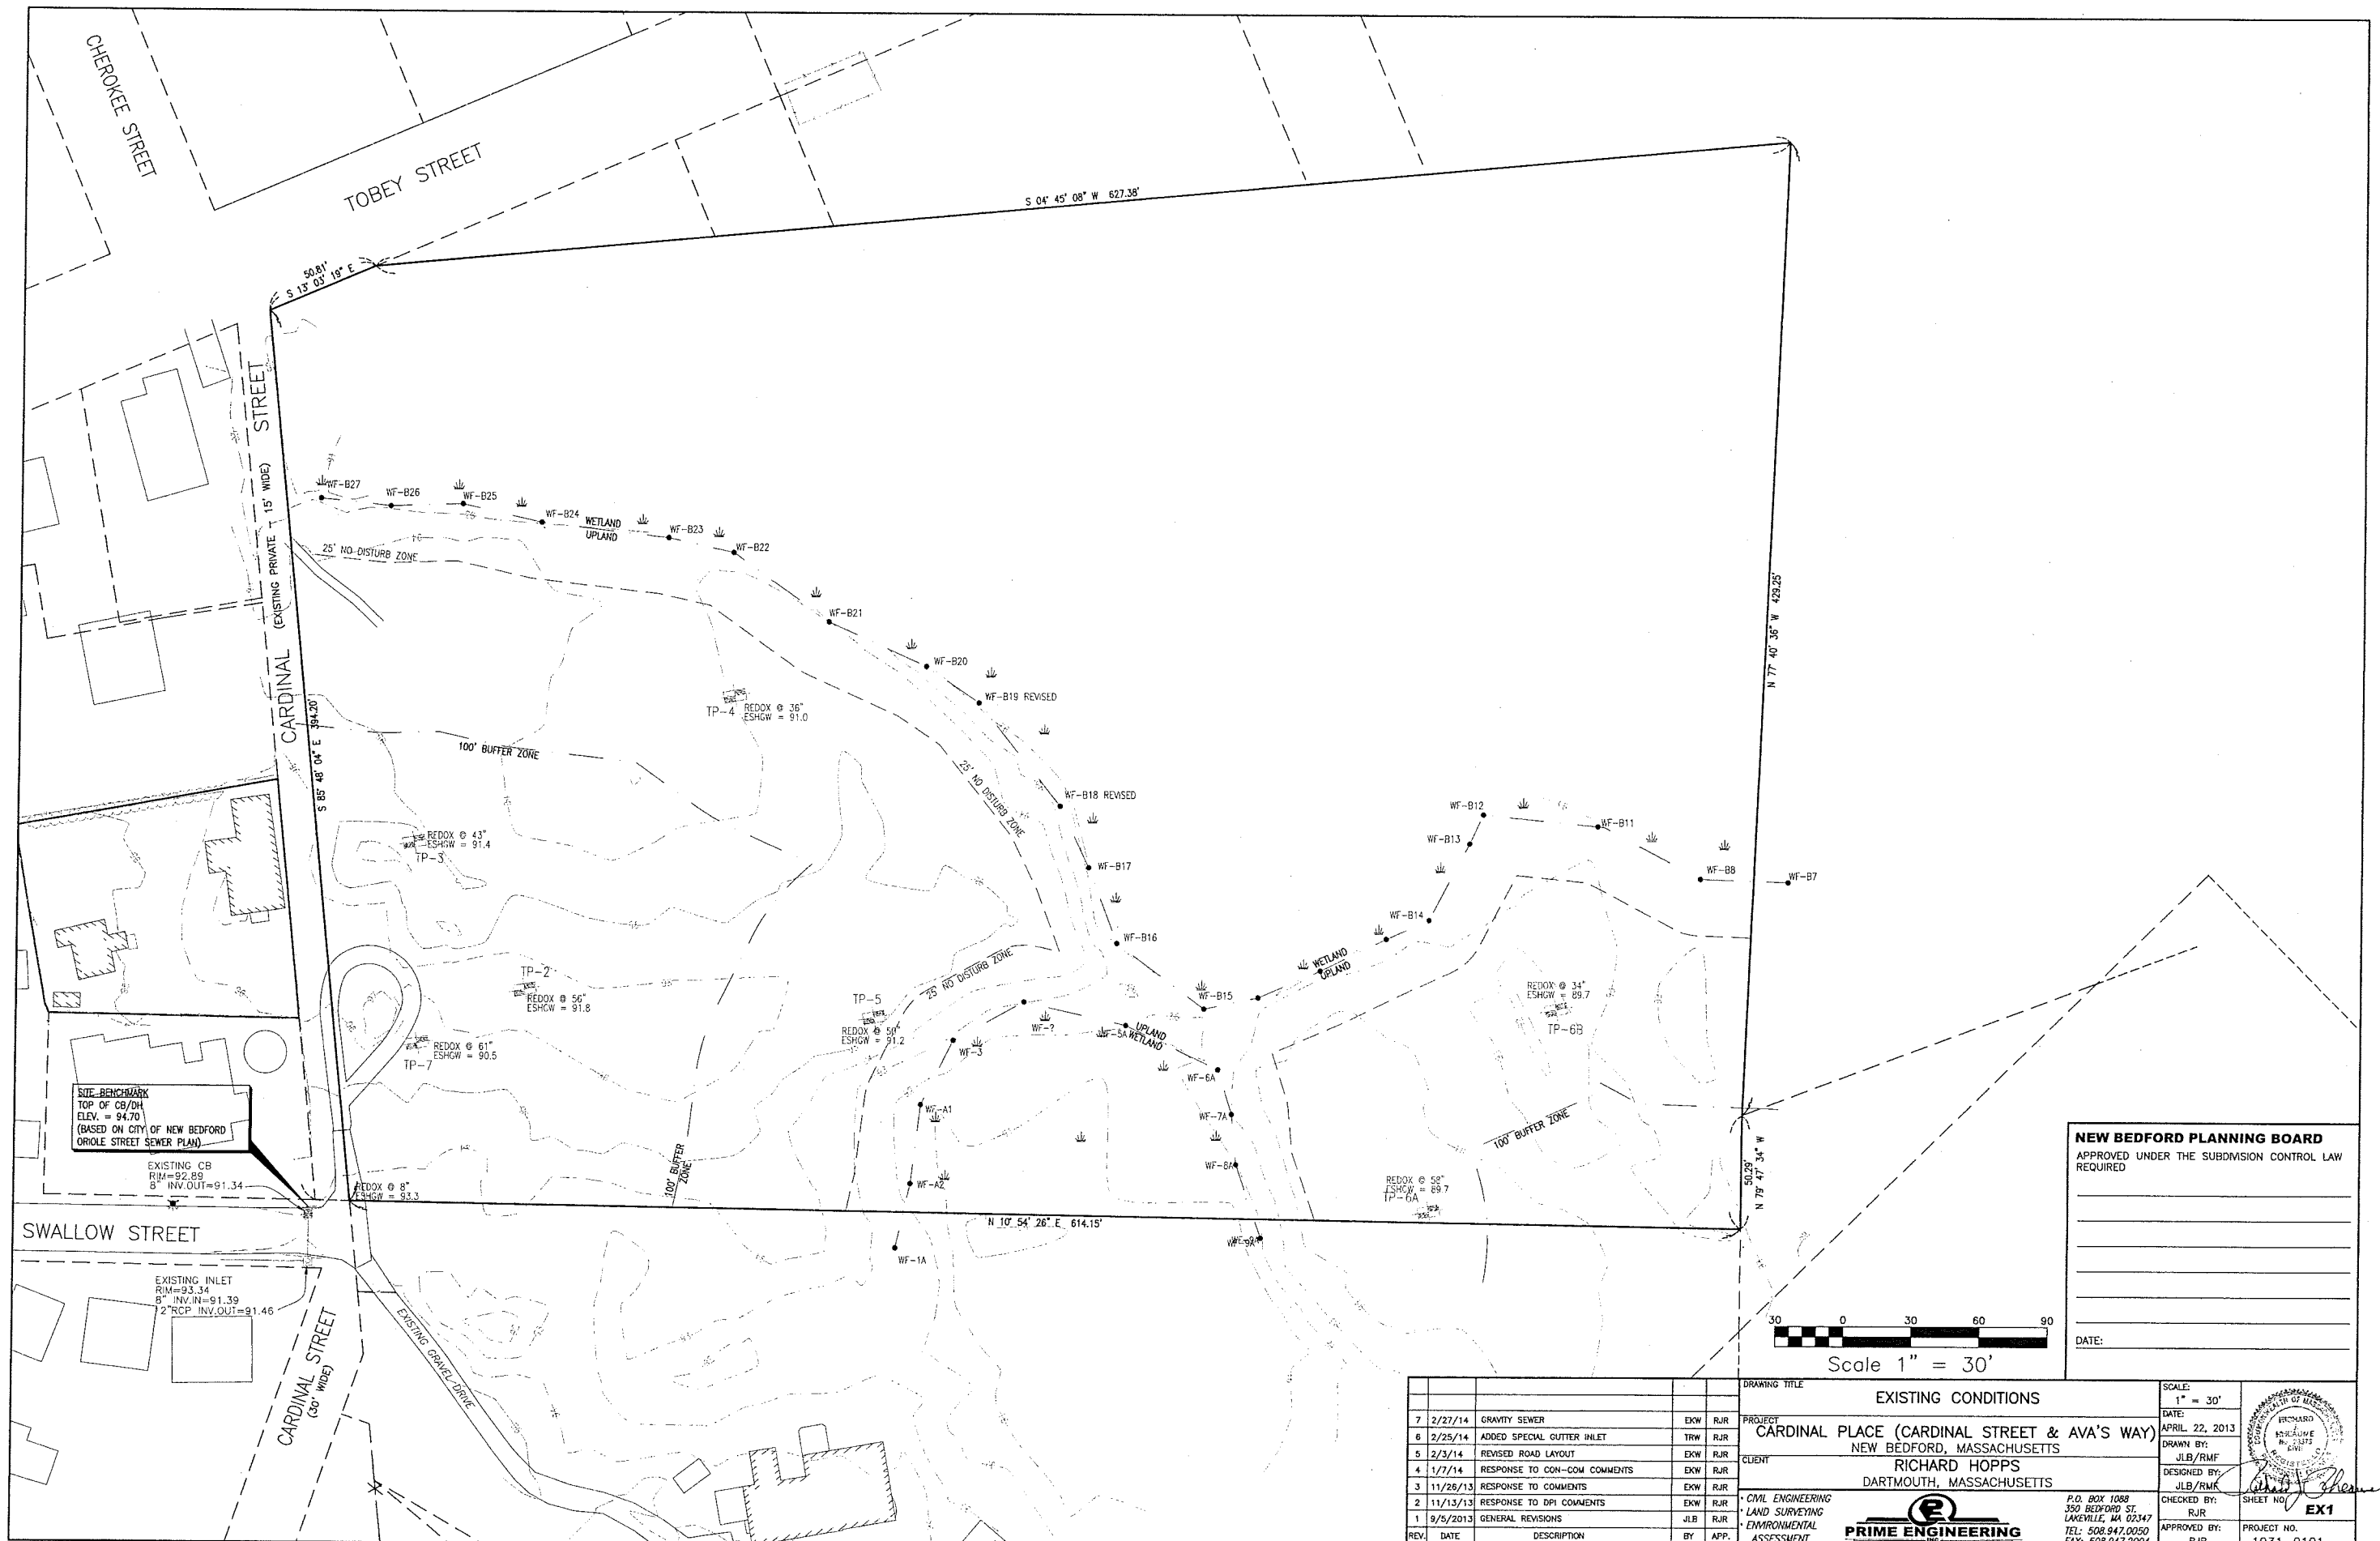 CHEROKEE STREET
TOBEY STREET
S 04° 45' 08" W 627.38'
50.81'
S 13° 03' 19" E
CARDINAL (EXISTING PRIVATE - 15' WIDE) STREET
S 85° 48' 04" E 394.20'
WF-B27
WF-B26
WF-B25
WF-B24
WETLAND
UPLAND
WF-B23
WF-B22
25' NO-DISTURB ZONE
WF-B21
WF-B20
WF-B19 REVISED
N 77° 40' 36" W 429.25'
TP-4
REDOX @ 36"
ESHGW = 91.0
100' BUFFER ZONE
25' NO DISTURB ZONE
WF-B18 REVISED
WF-B12
WF-B11
WF-B13
REDOX @ 43"
ESHGW = 91.4
TP-3
WF-B17
WF-B8
WF-B7
WF-B14
WF-B16
WETLAND
UPLAND
25' NO DISTURB ZONE
TP-2
REDOX @ 56"
ESHGW = 91.8
TP-5
ESHGW = 91.2
WF-B15
REDOX @ 34"
ESHGW = 89.7
TP-6B
WF-?
WF-5A
UPLAND
WETLAND
WF-3
REDOX @ 61"
ESHGW = 90.5
TP-7
WF-6A
WF-A1
WF-7A
100' BUFFER ZONE
SITE BENCHMARK
TOP OF CB/DH
ELEV. = 94.70
(BASED ON CITY OF NEW BEDFORD
ORIOLE STREET SEWER PLAN)
EXISTING CB
RIM=92.89
8" INV.OUT=91.34
REDOX @ 8"
ESHGW = 93.3
100' BUFFER
ZONE
WF-8A
WF-A2
REDOX @ 58"
ESHGW = 89.7
TP-6A
50.29'
N 79° 47' 34" W
N 10° 54' 26" E 614.15'
WF-9A
WF-1A
SWALLOW STREET
EXISTING INLET
RIM=93.34
8" INV.IN=91.39
12"RCP INV.OUT=91.46
CARDINAL STREET
(30' WIDE)
EXISTING GRAVEL DRIVE
NEW BEDFORD PLANNING BOARD
APPROVED UNDER THE SUBDIVISION CONTROL LAW
REQUIRED
DATE:
30 0 30 60 90
Scale 1" = 30'
7 2/27/14 GRAVITY SEWER EKW RJR
6 2/25/14 ADDED SPECIAL GUTTER INLET TRW RJR
5 2/3/14 REVISED ROAD LAYOUT EKW RJR
4 1/7/14 RESPONSE TO CON-COM COMMENTS EKW RJR
3 11/26/13 RESPONSE TO COMMENTS EKW RJR
2 11/13/13 RESPONSE TO DPI COMMENTS EKW RJR
1 9/5/2013 GENERAL REVISIONS JLB RJR
REV. DATE DESCRIPTION BY APP.
DRAWING TITLE
EXISTING CONDITIONS
PROJECT
CARDINAL PLACE (CARDINAL STREET & AVA'S WAY)
NEW BEDFORD, MASSACHUSETTS
CLIENT
RICHARD HOPPS
DARTMOUTH, MASSACHUSETTS
• CIVIL ENGINEERING
• LAND SURVEYING
• ENVIRONMENTAL
ASSESSMENT
PRIME ENGINEERING
P.O. BOX 1088
350 BEDFORD ST.
LAKEVILLE, MA 02347
TEL: 508.947.0050
SCALE:
1" = 30'
DATE:
APRIL 22, 2013
DRAWN BY:
JLB/RMF
DESIGNED BY:
JLB/RMF
CHECKED BY:
RJR
APPROVED BY:
RJR
SHEET NO.
EX1
PROJECT NO.